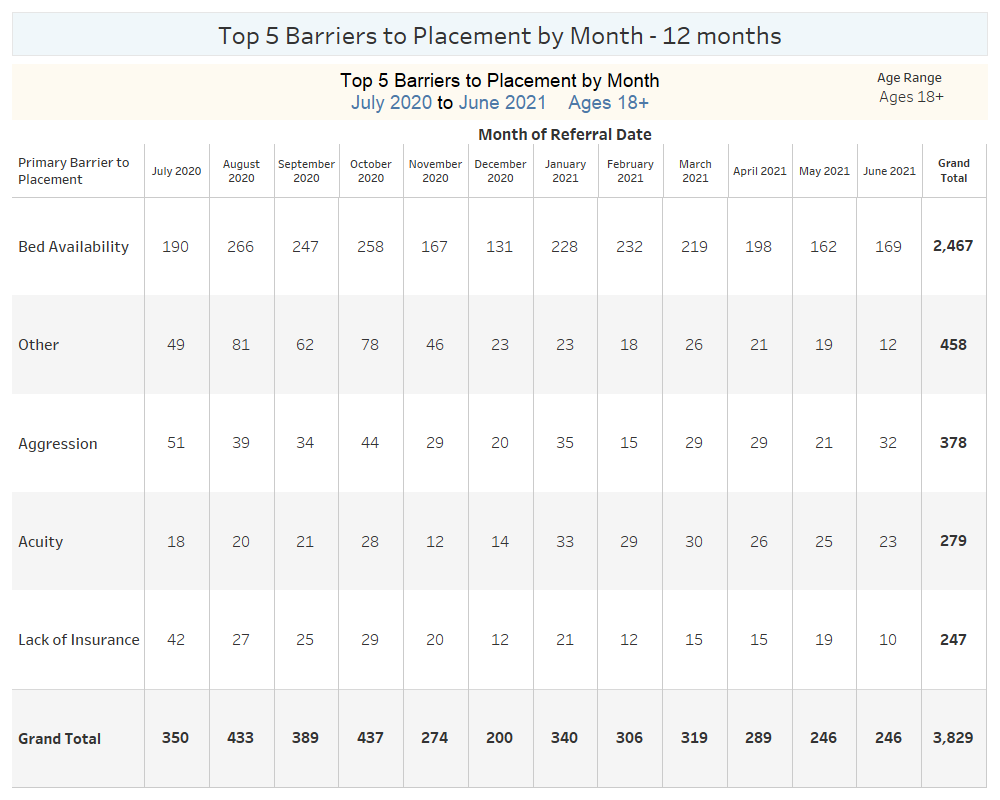 Top 5 Barriers to Placement by Month - 12 months
Top 5 Barriers to Placement by Month
July 2020 to June 2021 Ages 18+
Age Range
Ages 18+
Month of Referral Date
Primary Barrier to Placement July 2020 August 2020 September 2020 October 2020 November 2020 December 2020 January 2021 February 2021 March 2021 April 2021 May 2021 June 2021 Grand Total
Bed Availability 190 266 247 258 167 131 228 232 219 198 162 169 2,467
Other 49 81 62 78 46 23 23 18 26 21 19 12 458
Aggression 51 39 34 44 29 20 35 15 29 29 21 32 378
Acuity 18 20 21 28 12 14 33 29 30 26 25 23 279
Lack of Insurance 42 27 25 29 20 12 21 12 15 15 19 10 247
Grand Total 350 433 389 437 274 200 340 306 319 289 246 246 3,829